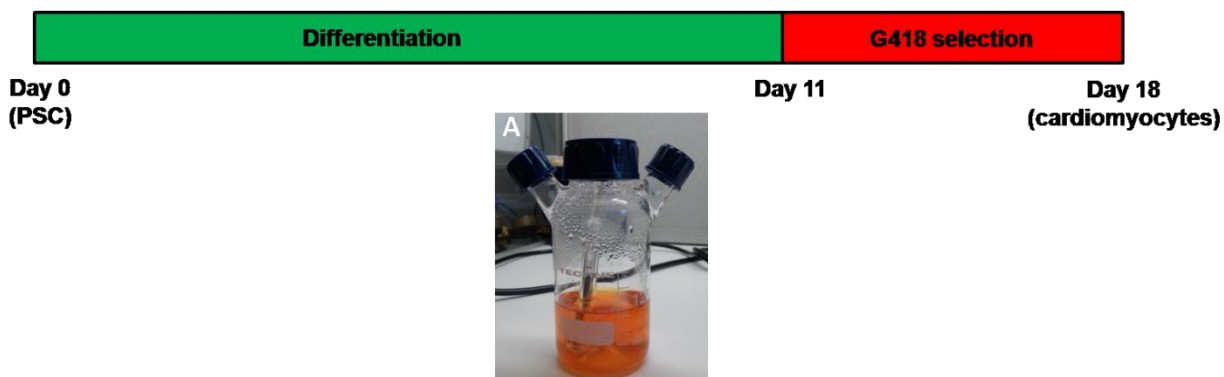 Differentiation
G418 selection
Day 0
(PSC)
Day 11
Day 18
(cardiomyocytes)
A